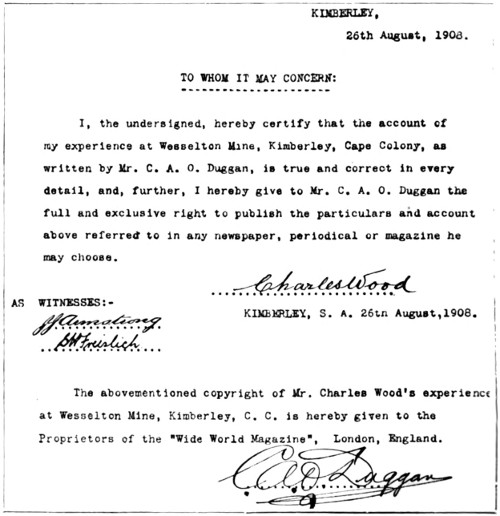 KIMBERLEY,
26th August, 1908.
TO WHOM IT MAY CONCERN:
I, the undersigned, hereby certify that the account of
my experience at Wesselton Mine, Kimberley, Cape Colony, as
written by Mr. C. A. O. Duggan, is true and correct in every
detail, and, further, I hereby give to Mr. C. A. O. Duggan the
full and exclusive right to publish the particulars and account
above referred to in any newspaper, periodical or magazine he
may choose.
Charles Wood
AS WITNESSES:-
KIMBERLEY, S. A. 26th August,1908.
JJ Armstrong
BH Freislich
The abovementioned copyright of Mr. Charles Wood's experience
at Wesselton Mine, Kimberley, C. C. is hereby given to the
Proprietors of the "Wide World Magazine", London, England.
C.A.O. Duggan